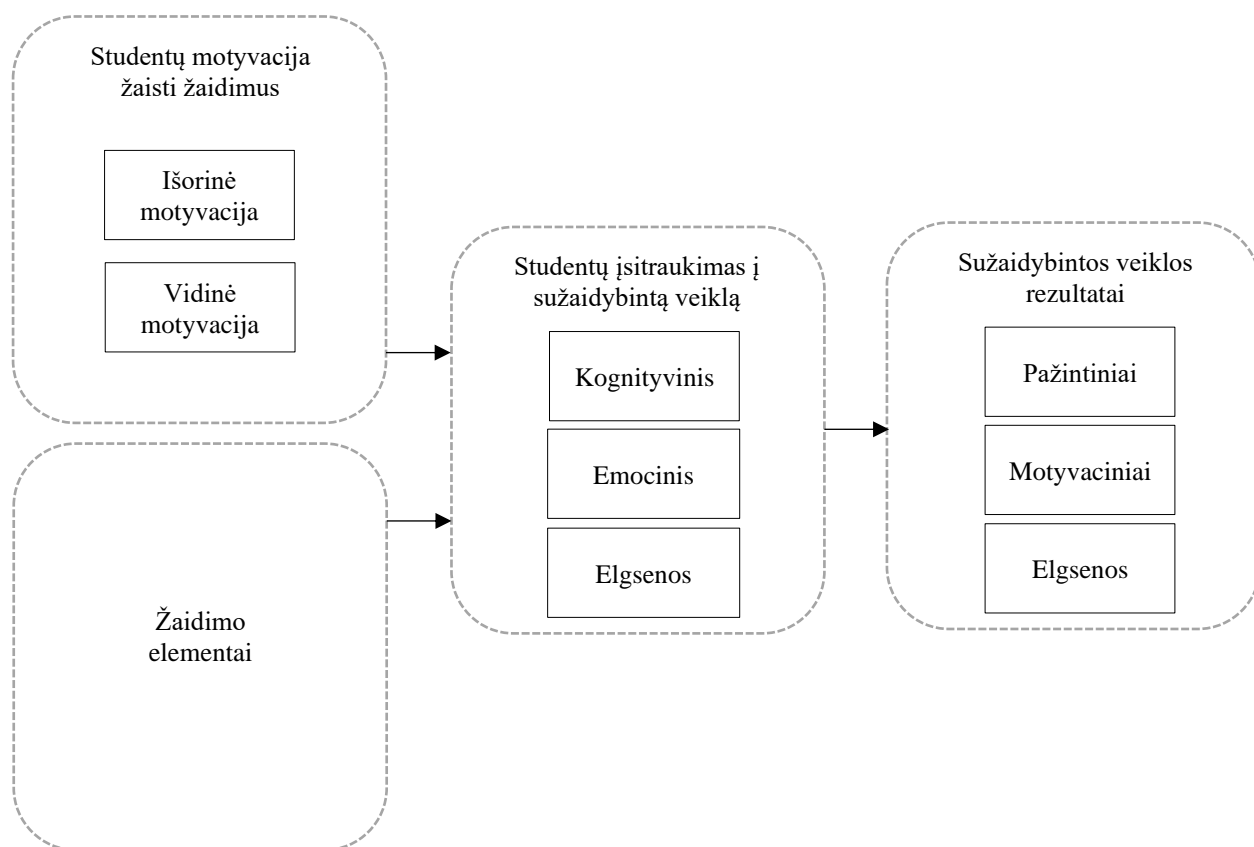 Studentų motyvacija
žaisti žaidimus
Išorinė
motyvacija
Vidinė
motyvacija
Žaidimo
elementai
Studentų įsitraukimas į
sužaidybintą veiklą
Kognityvinis
Emocinis
Elgsenos
Sužaidybintos veiklos
rezultatai
Pažintiniai
Motyvaciniai
Elgsenos